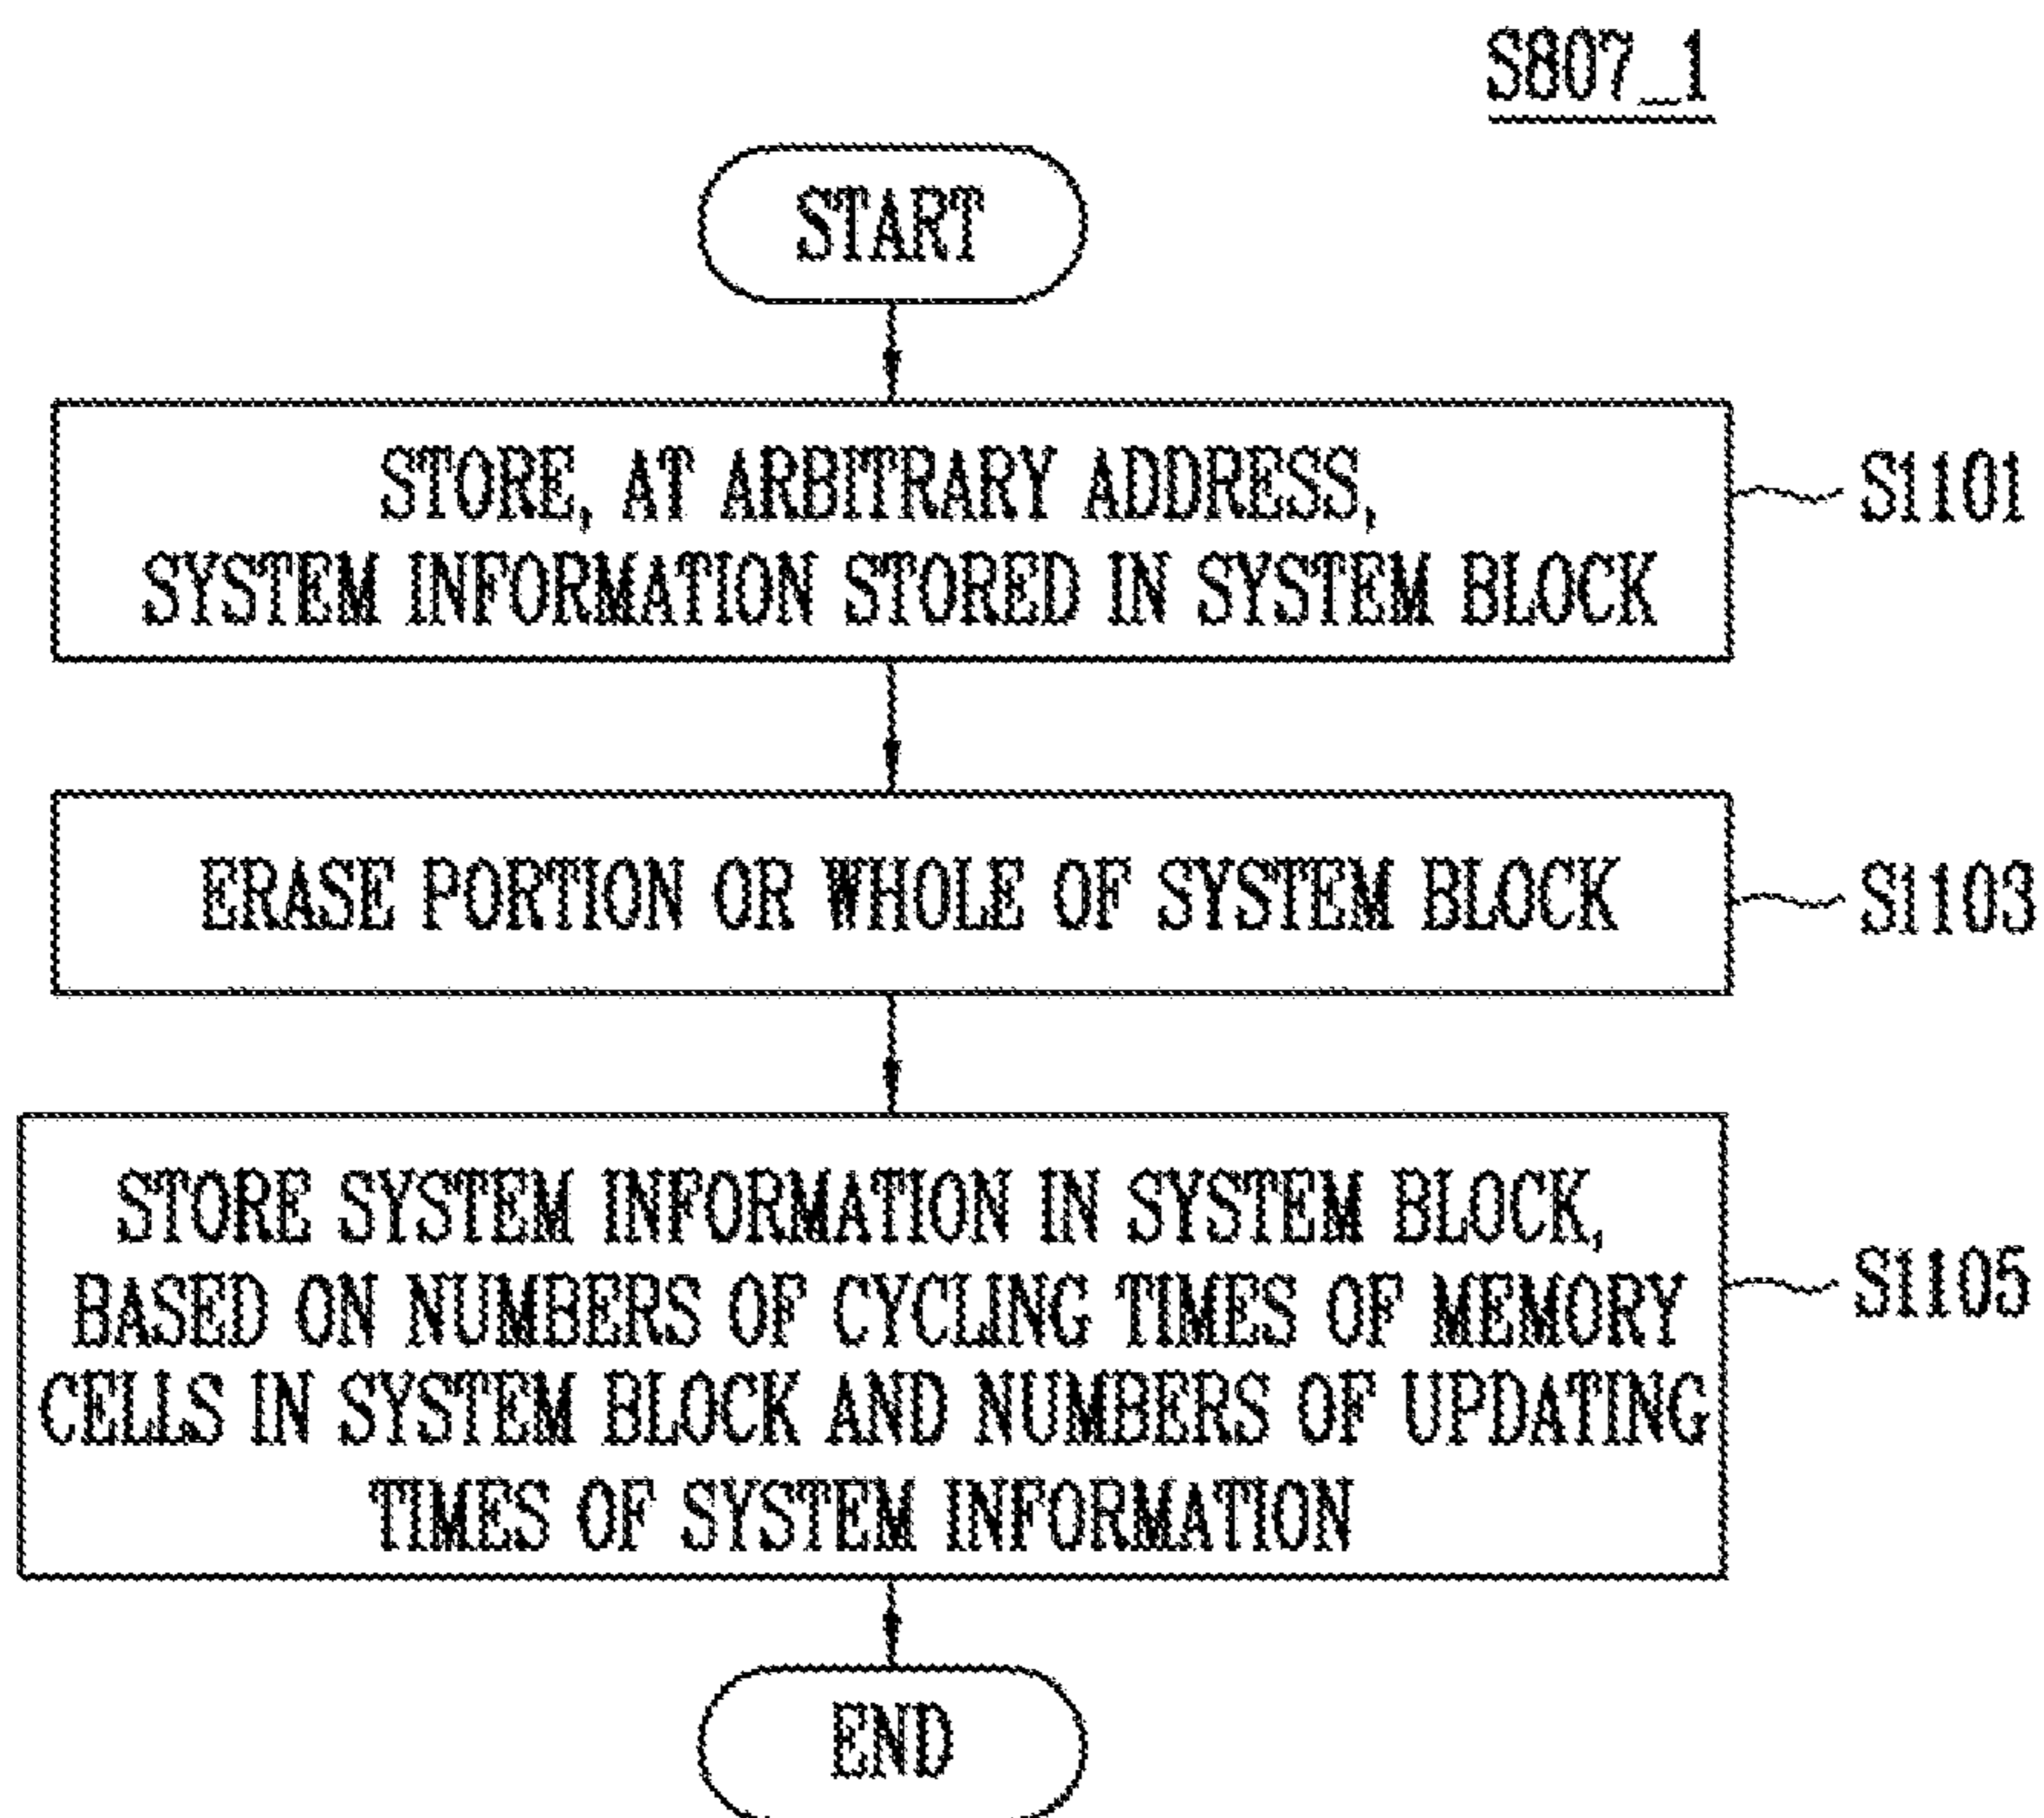 S807_1
START
STORE, AT ARBITRARY ADDRESS,
SYSTEM INFORMATION STORED IN SYSTEM BLOCK
S1101
ERASE PORTION OR WHOLE OF SYSTEM BLOCK
S1103
STORE SYSTEM INFORMATION IN SYSTEM BLOCK,
BASED ON NUMBERS OF CYCLING TIMES OF MEMORY
CELLS IN SYSTEM BLOCK AND NUMBERS OF UPDATING
TIMES OF SYSTEM INFORMATION
S1105
END